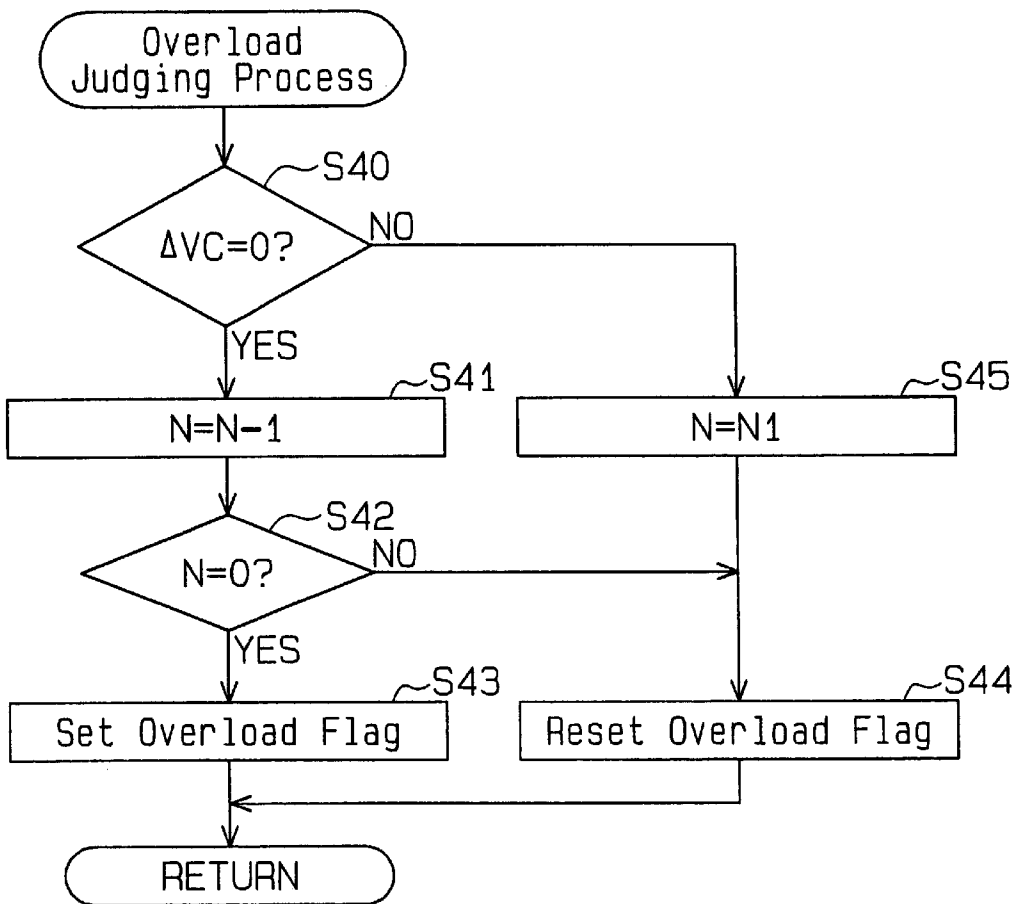 Overload
Judging Process
S40
ΔVC=0?
NO
YES
S41
N=N-1
S45
N=N1
S42
N=0?
NO
YES
S43
Set Overload Flag
S44
Reset Overload Flag
RETURN